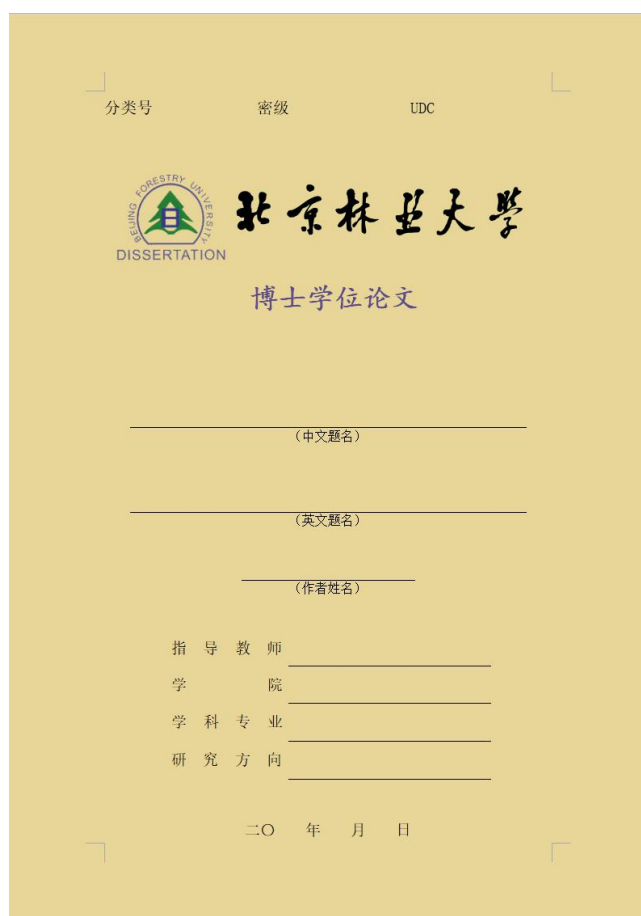 分类号 密级 UDC
BEIJING FORESTRY UNIVERSITY
北京林业大学
DISSERTATION
博士学位论文
（中文题名）
（英文题名）
（作者姓名）
指 导 教 师
学 院
学 科 专 业
研 究 方 向
二〇 年 月 日